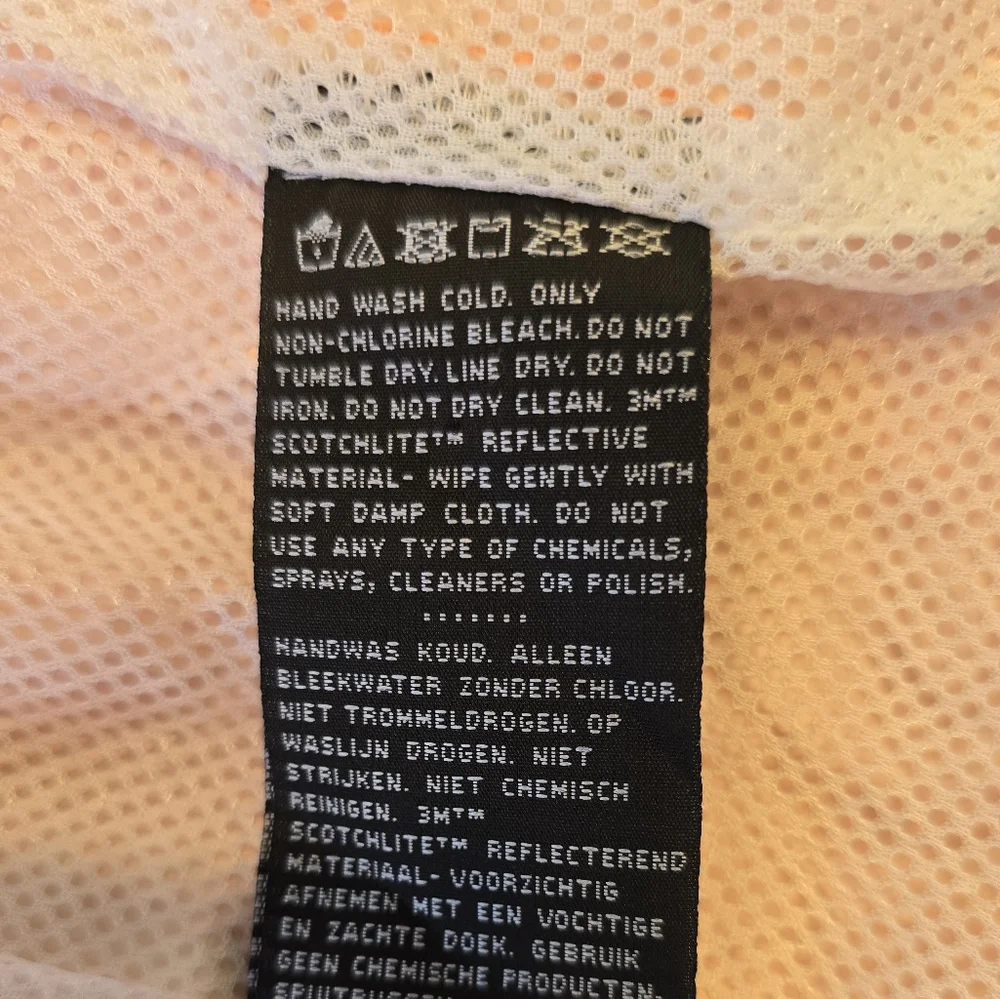 HAND WASH COLD. ONLY
NON-CHLORINE BLEACH. DO NOT
TUMBLE DRY. LINE DRY. DO NOT
IRON. DO NOT DRY CLEAN. 3M™
SCOTCHLITE™ REFLECTIVE
MATERIAL- WIPE GENTLY WITH
SOFT DAMP CLOTH. DO NOT
USE ANY TYPE OF CHEMICALS,
SPRAYS, CLEANERS OR POLISH.
:::::::
HANDWAS KOUD. ALLEEN
BLEEKWATER ZONDER CHLOOR.
NIET TROMMELDROGEN. OP
WASLIJN DROGEN. NIET
STRIJKEN. NIET CHEMISCH
REINIGEN. 3M™
SCOTCHLITE™ REFLECTEREND
MATERIAAL- VOORZICHTIG
AFNEMEN MET EEN VOCHTIGE
EN ZACHTE DOEK. GEBRUIK
GEEN CHEMISCHE PRODUCTEN,